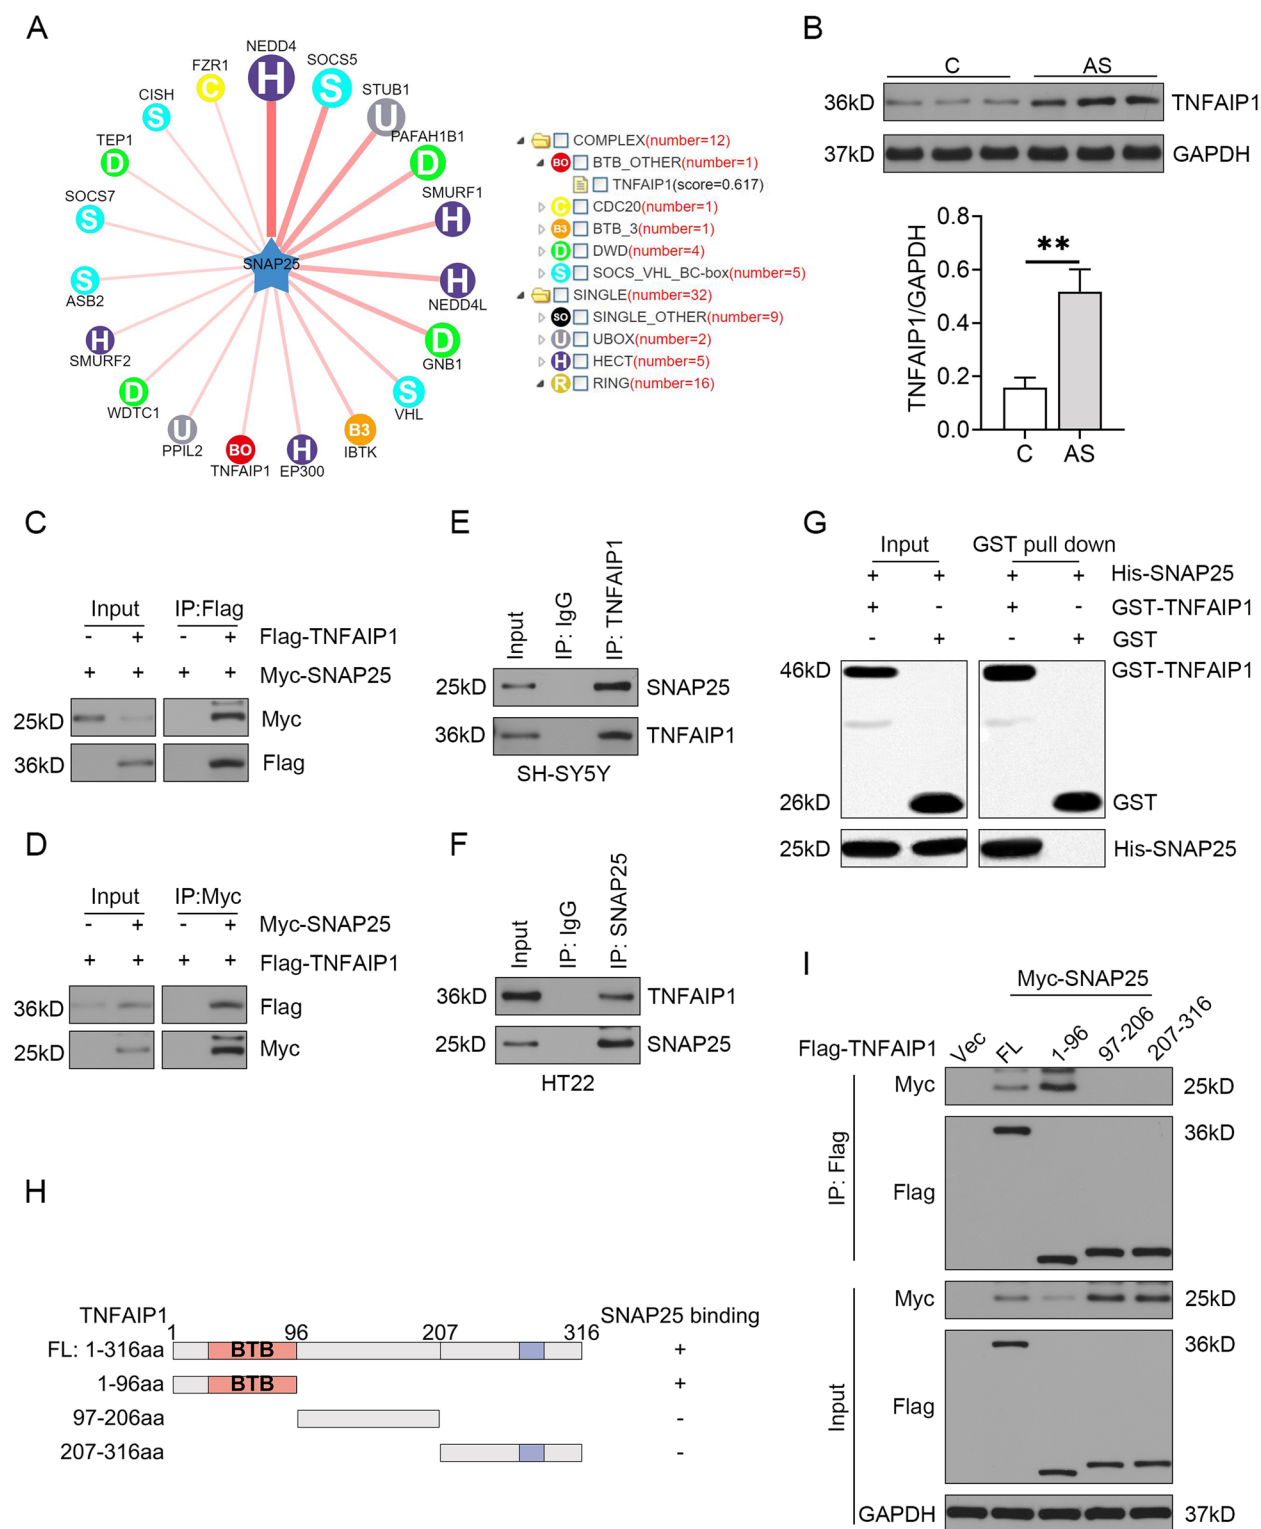 A
NEDD4
H
SOCS5
S
STUB1
U
PAFAH1B1
D
SMURF1
H
NEDD4L
H
GNB1
D
VHL
S
IBTK
B3
EP300
H
TNFAIP1
BO
PPIL2
U
WDTC1
D
SMURF2
H
ASB2
S
SOCS7
S
TEP1
D
CISH
S
FZR1
C
SNAP25
COMPLEX(number=12)
BO BTB_OTHER(number=1)
TNFAIP1(score=0.617)
C CDC20(number=1)
B3 BTB_3(number=1)
D DWD(number=4)
S SOCS_VHL_BC-box(number=5)
SINGLE(number=32)
SO SINGLE_OTHER(number=9)
U UBOX(number=2)
H HECT(number=5)
R RING(number=16)
B
C AS
36kD TNFAIP1
37kD GAPDH
TNFAIP1/GAPDH
0.8
0.6
0.4
0.2
0.0
**
C AS
C
Input IP:Flag
- + - + Flag-TNFAIP1
+ + + + Myc-SNAP25
25kD Myc
36kD Flag
D
Input IP:Myc
- + - + Myc-SNAP25
+ + + + Flag-TNFAIP1
36kD Flag
25kD Myc
E
Input
IP: IgG
IP: TNFAIP1
25kD SNAP25
36kD TNFAIP1
SH-SY5Y
F
Input
IP: IgG
IP: SNAP25
36kD TNFAIP1
25kD SNAP25
HT22
G
Input GST pull down
+ + + + His-SNAP25
+ - + - GST-TNFAIP1
- + - + GST
46kD GST-TNFAIP1
26kD GST
25kD His-SNAP25
H
TNFAIP1 SNAP25 binding
1 96 207 316
FL: 1-316aa BTB +
1-96aa BTB +
97-206aa -
207-316aa -
I
Myc-SNAP25
Flag-TNFAIP1 Vec FL 1-96 97-206 207-316
IP: Flag
Myc 25kD
36kD
Flag
Input
Myc 25kD
36kD
Flag
GAPDH 37kD